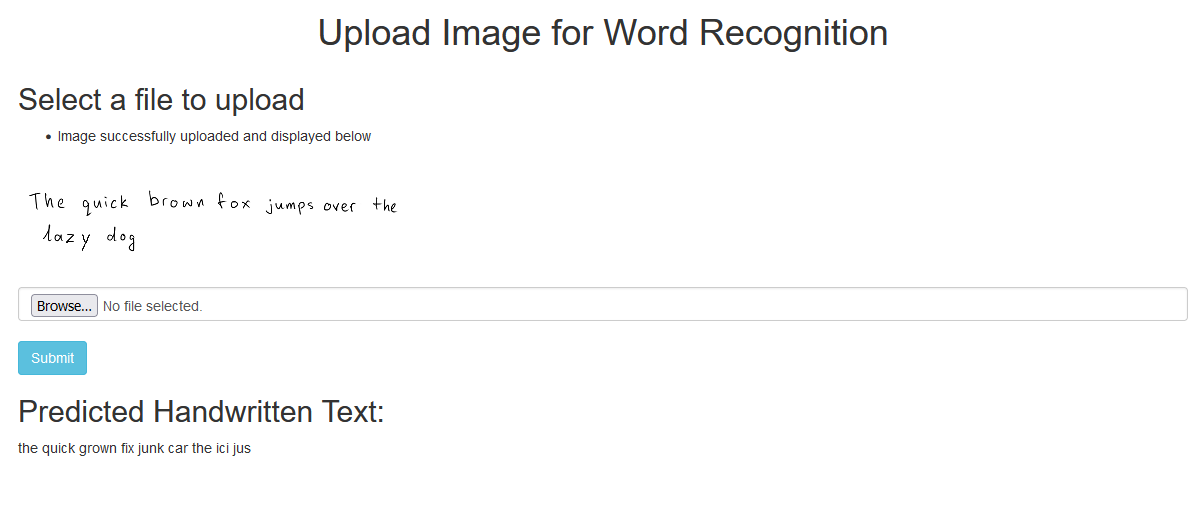 Upload Image for Word Recognition
Select a file to upload
• Image successfully uploaded and displayed below
The quick brown fox jumps over the
lazy dog
Browse... No file selected.
Submit
Predicted Handwritten Text:
the quick grown fix junk car the ici jus